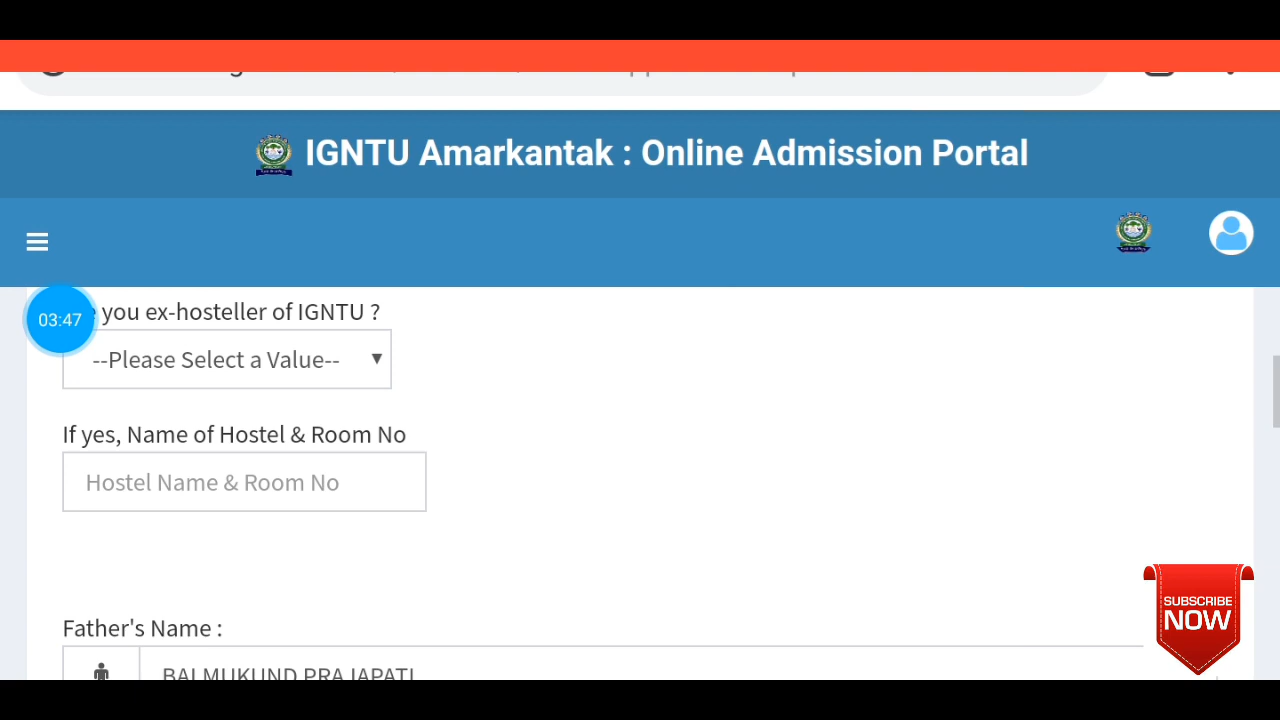 IGNTU Amarkantak : Online Admission Portal
you ex-hosteller of IGNTU ?
03:47
--Please Select a Value--
If yes, Name of Hostel & Room No
Hostel Name & Room No
SUBSCRIBE
NOW
Father's Name :
BALMUKUND PRAJAPATI